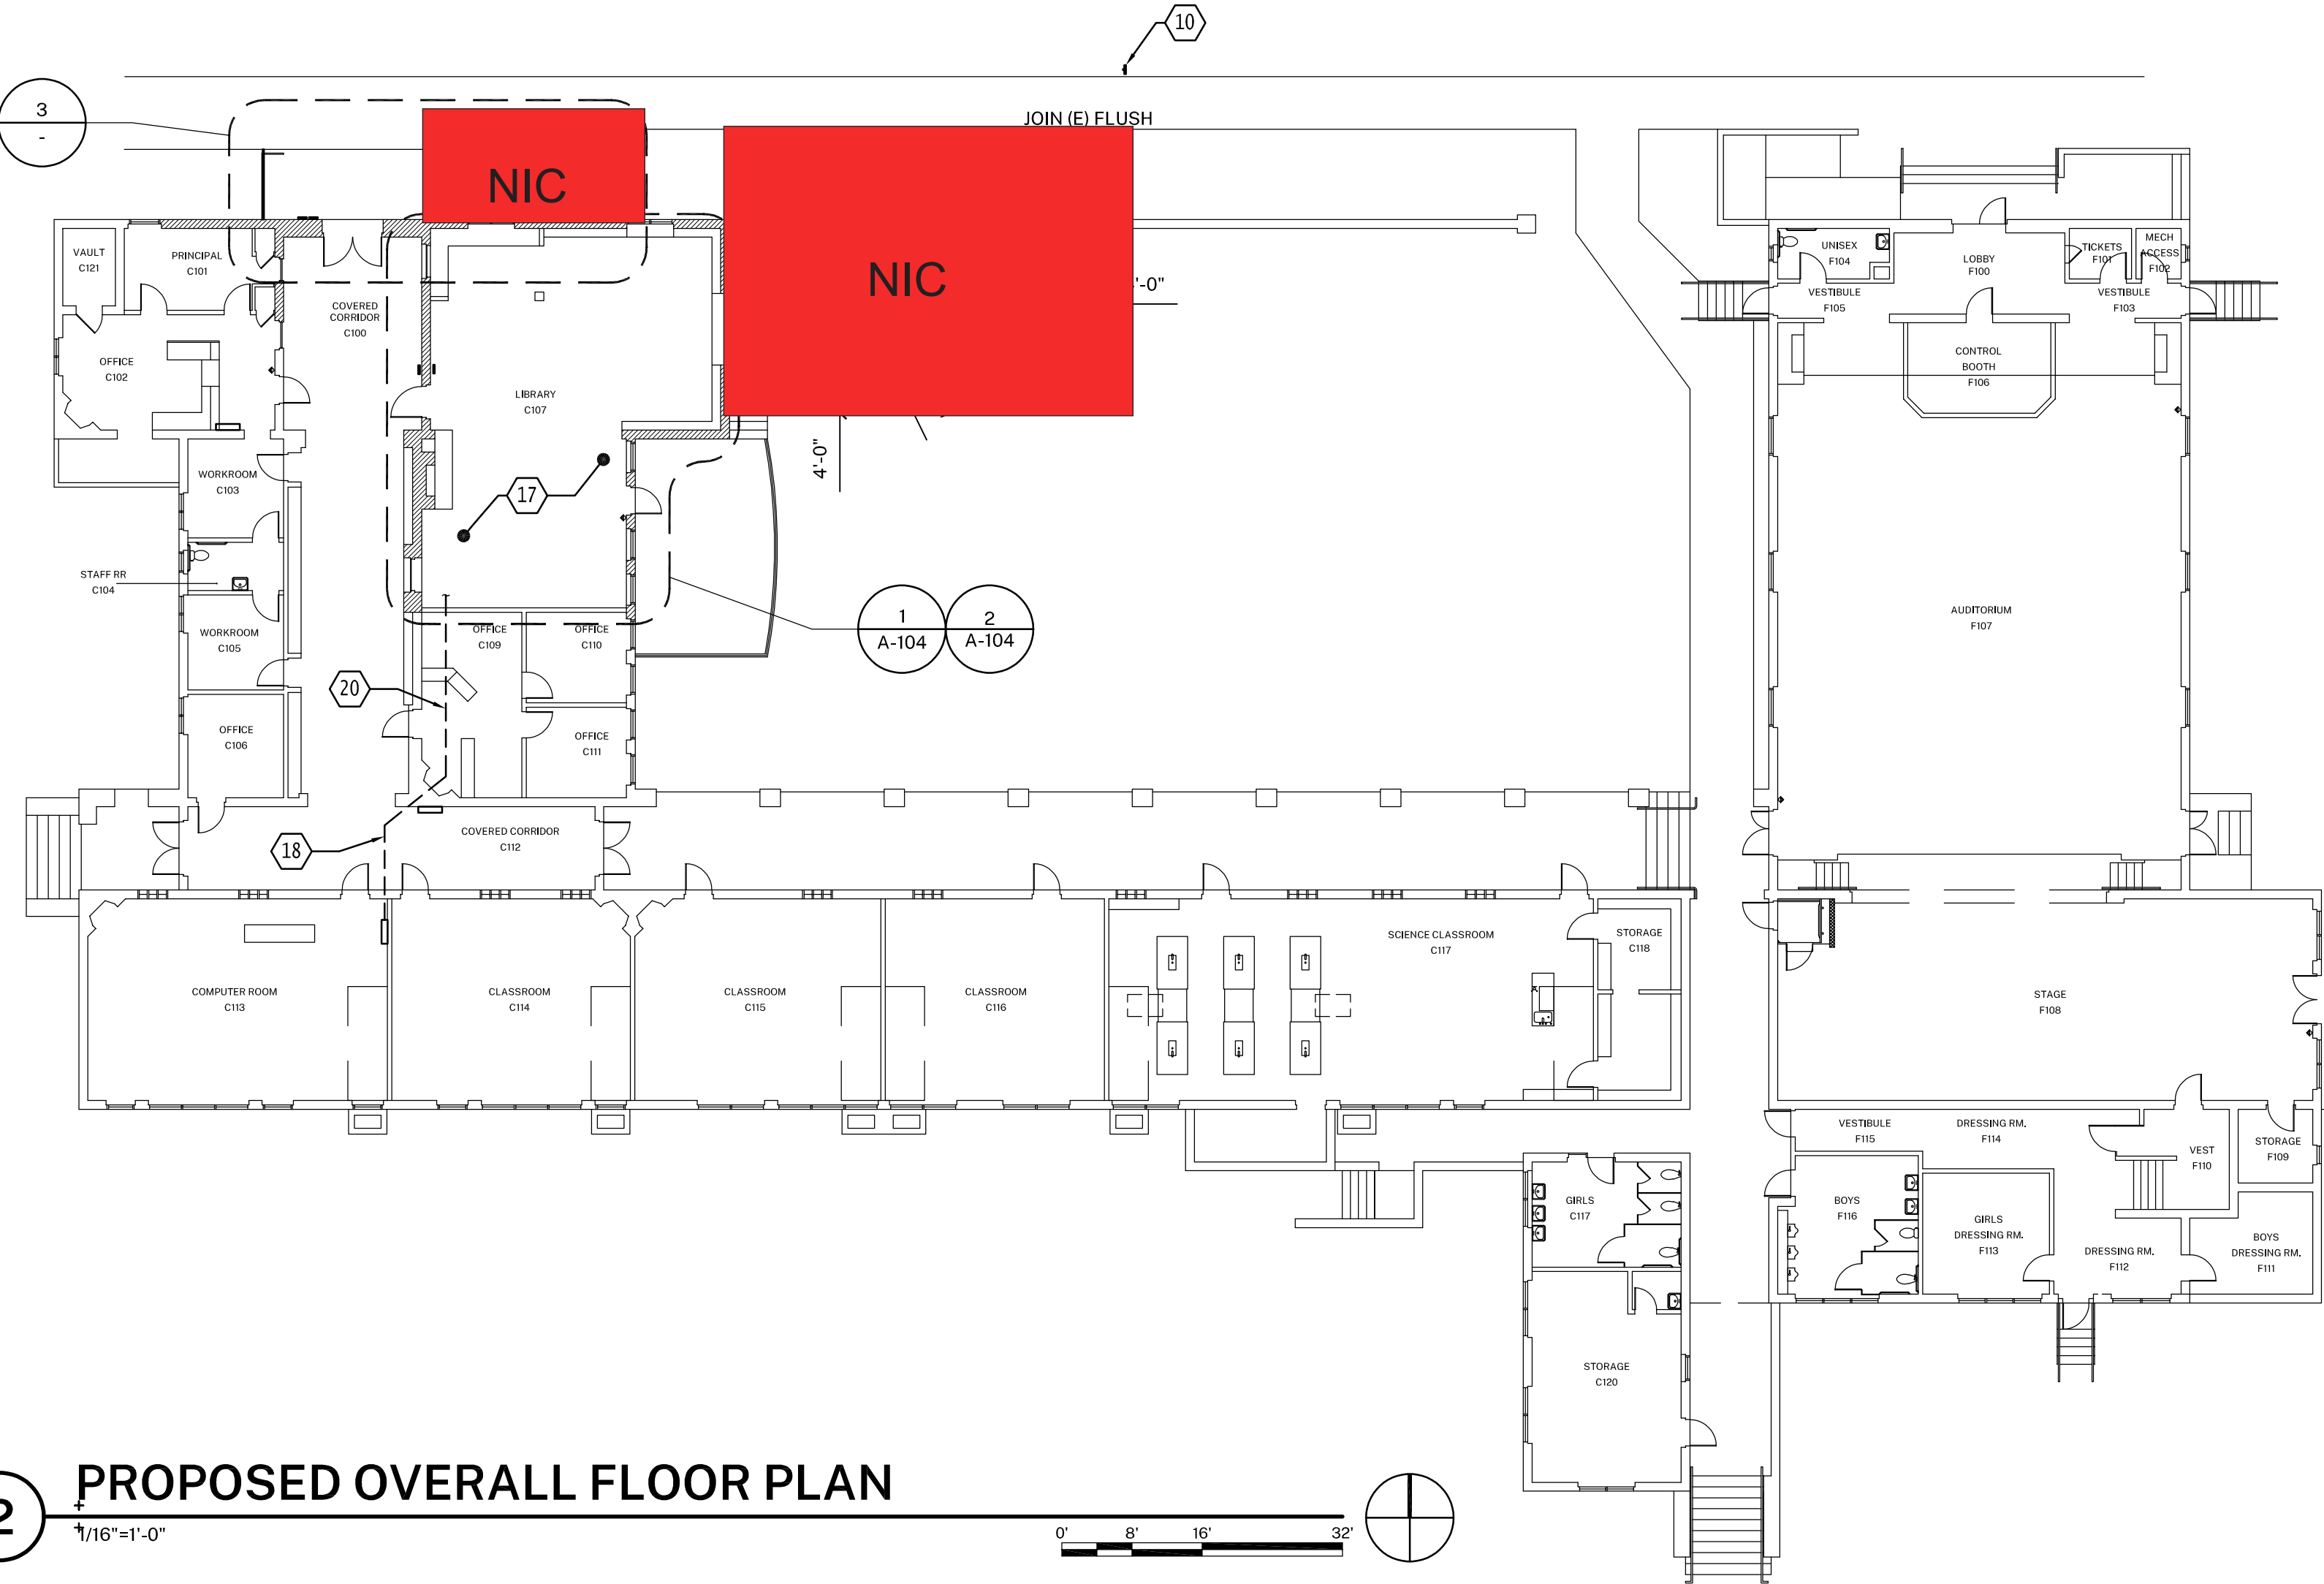 10
3
-
JOIN (E) FLUSH
NIC
NIC
'-0"
4'-0"
VAULT
C121
PRINCIPAL
C101
COVERED
CORRIDOR
C100
OFFICE
C102
LIBRARY
C107
WORKROOM
C103
17
STAFF RR
C104
WORKROOM
C105
OFFICE
C106
OFFICE
C109
OFFICE
C110
OFFICE
C111
1
A-104
2
A-104
20
18
COVERED CORRIDOR
C112
UNISEX
F104
LOBBY
F100
TICKETS
F101
MECH
ACCESS
F102
VESTIBULE
F105
VESTIBULE
F103
CONTROL
BOOTH
F106
AUDITORIUM
F107
COMPUTER ROOM
C113
CLASSROOM
C114
CLASSROOM
C115
CLASSROOM
C116
SCIENCE CLASSROOM
C117
STORAGE
C118
STAGE
F108
VESTIBULE
F115
DRESSING RM.
F114
VEST
F110
STORAGE
F109
GIRLS
C117
BOYS
F116
GIRLS
DRESSING RM.
F113
DRESSING RM.
F112
BOYS
DRESSING RM.
F111
STORAGE
C120
2
PROPOSED OVERALL FLOOR PLAN
1/16"=1'-0"
0' 8' 16' 32'